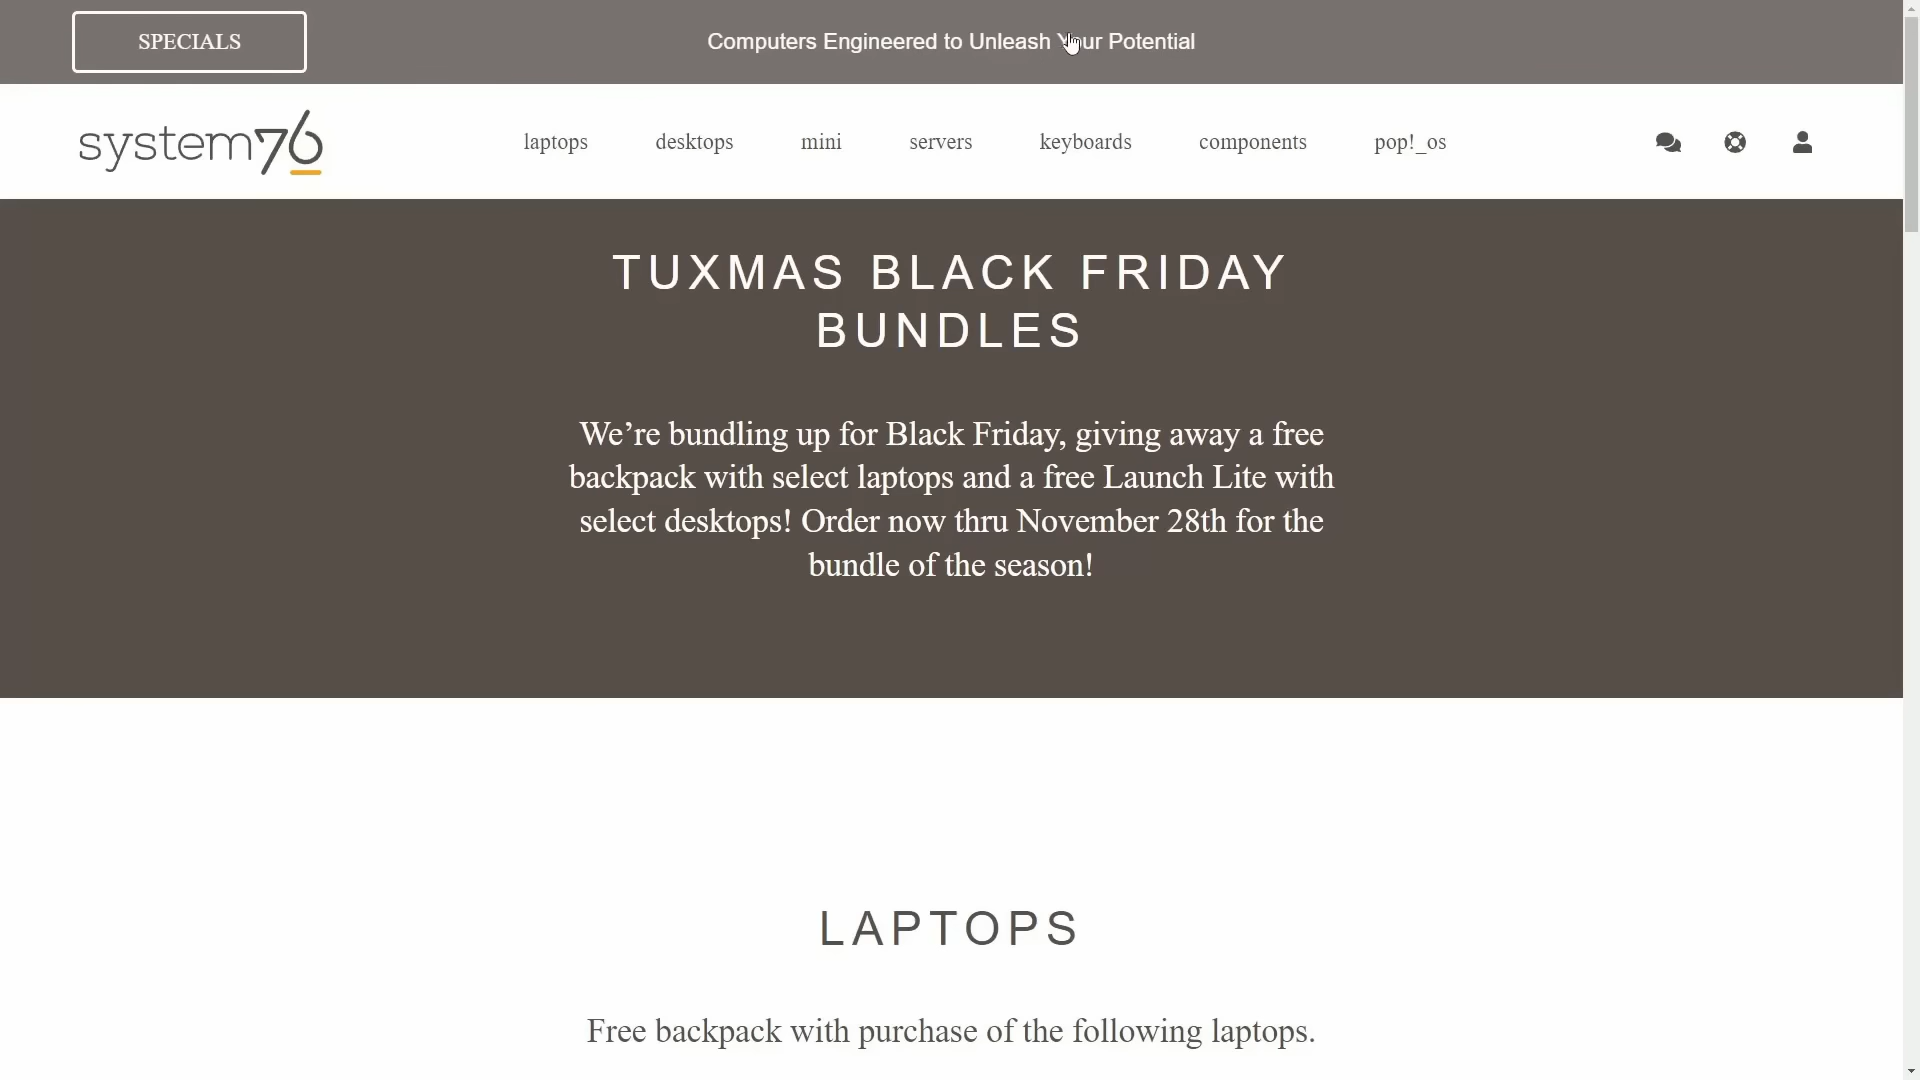 SPECIALS
Computers Engineered to Unleash Your Potential
system76
laptops desktops mini servers keyboards components pop!_os
TUXMAS BLACK FRIDAY
BUNDLES
We’re bundling up for Black Friday, giving away a free
backpack with select laptops and a free Launch Lite with
select desktops! Order now thru November 28th for the
bundle of the season!
LAPTOPS
Free backpack with purchase of the following laptops.